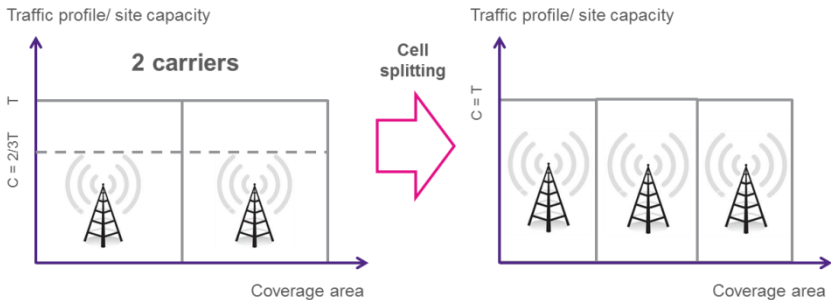 Traffic profile/ site capacity
2 carriers
T
C = 2/3T
Coverage area
Cell
splitting
Traffic profile/ site capacity
C = T
Coverage area